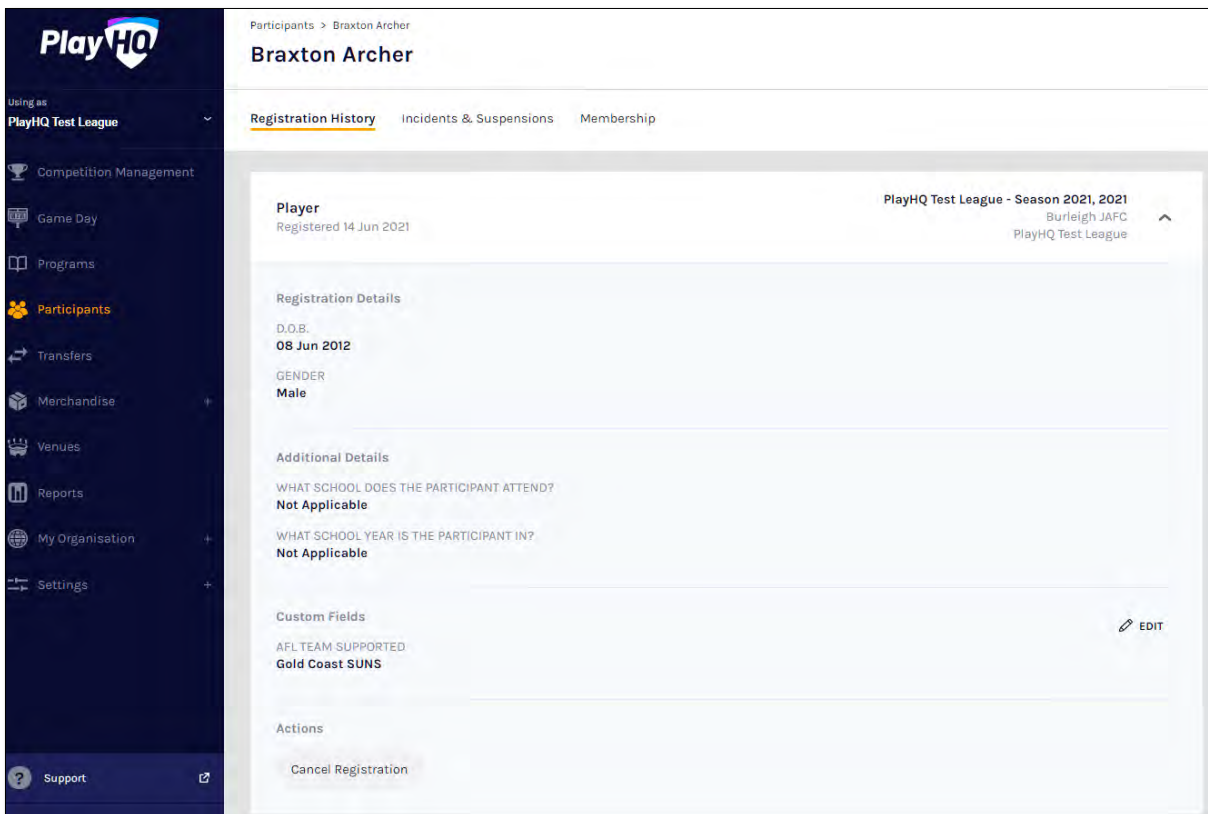 PlayHQ
Using as
PlayHQ Test League
Competition Management
Game Day
Programs
Participants
Transfers
Merchandise +
Venues
Reports
My Organisation +
Settings +
? Support
Participants > Braxton Archer
Braxton Archer
Registration History Incidents & Suspensions Membership
Player
Registered 14 Jun 2021
PlayHQ Test League - Season 2021, 2021
Burleigh JAFC
PlayHQ Test League
Registration Details
D.O.B.
08 Jun 2012
GENDER
Male
Additional Details
WHAT SCHOOL DOES THE PARTICIPANT ATTEND?
Not Applicable
WHAT SCHOOL YEAR IS THE PARTICIPANT IN?
Not Applicable
Custom Fields
EDIT
AFL TEAM SUPPORTED
Gold Coast SUNS
Actions
Cancel Registration